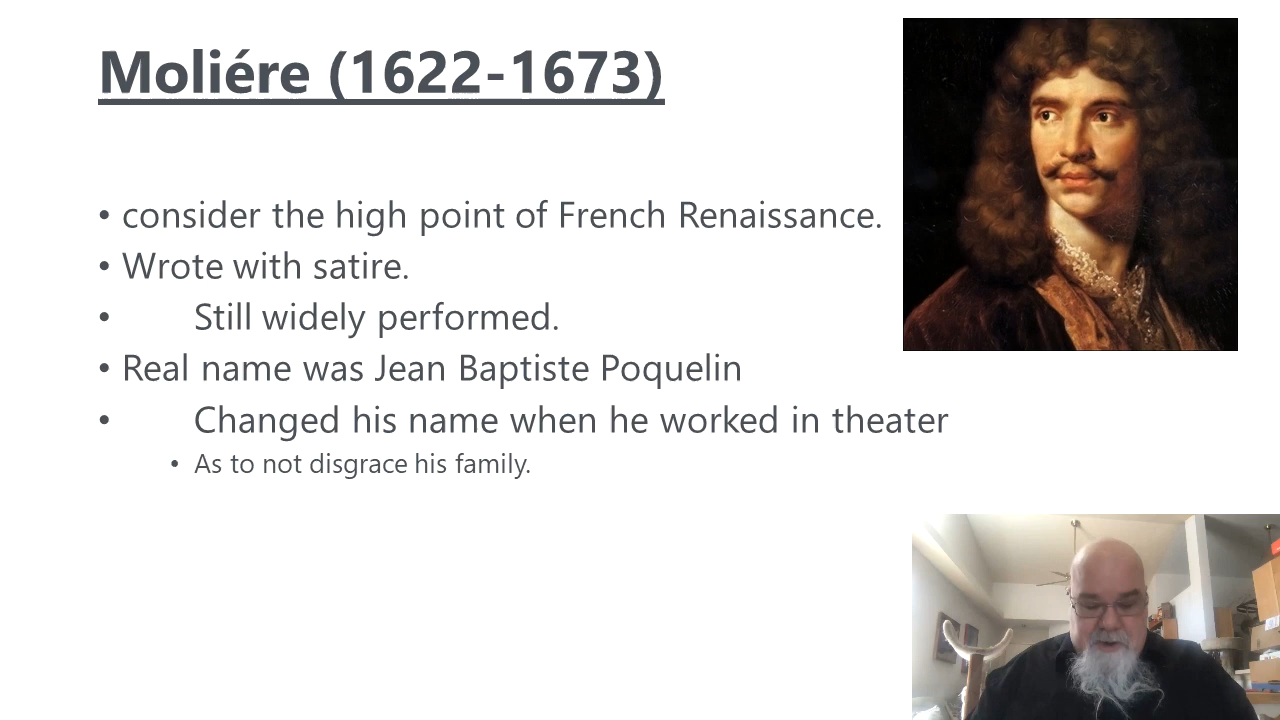 Moliére (1622-1673)
• consider the high point of French Renaissance.
• Wrote with satire.
• Still widely performed.
• Real name was Jean Baptiste Poquelin
• Changed his name when he worked in theater
• As to not disgrace his family.